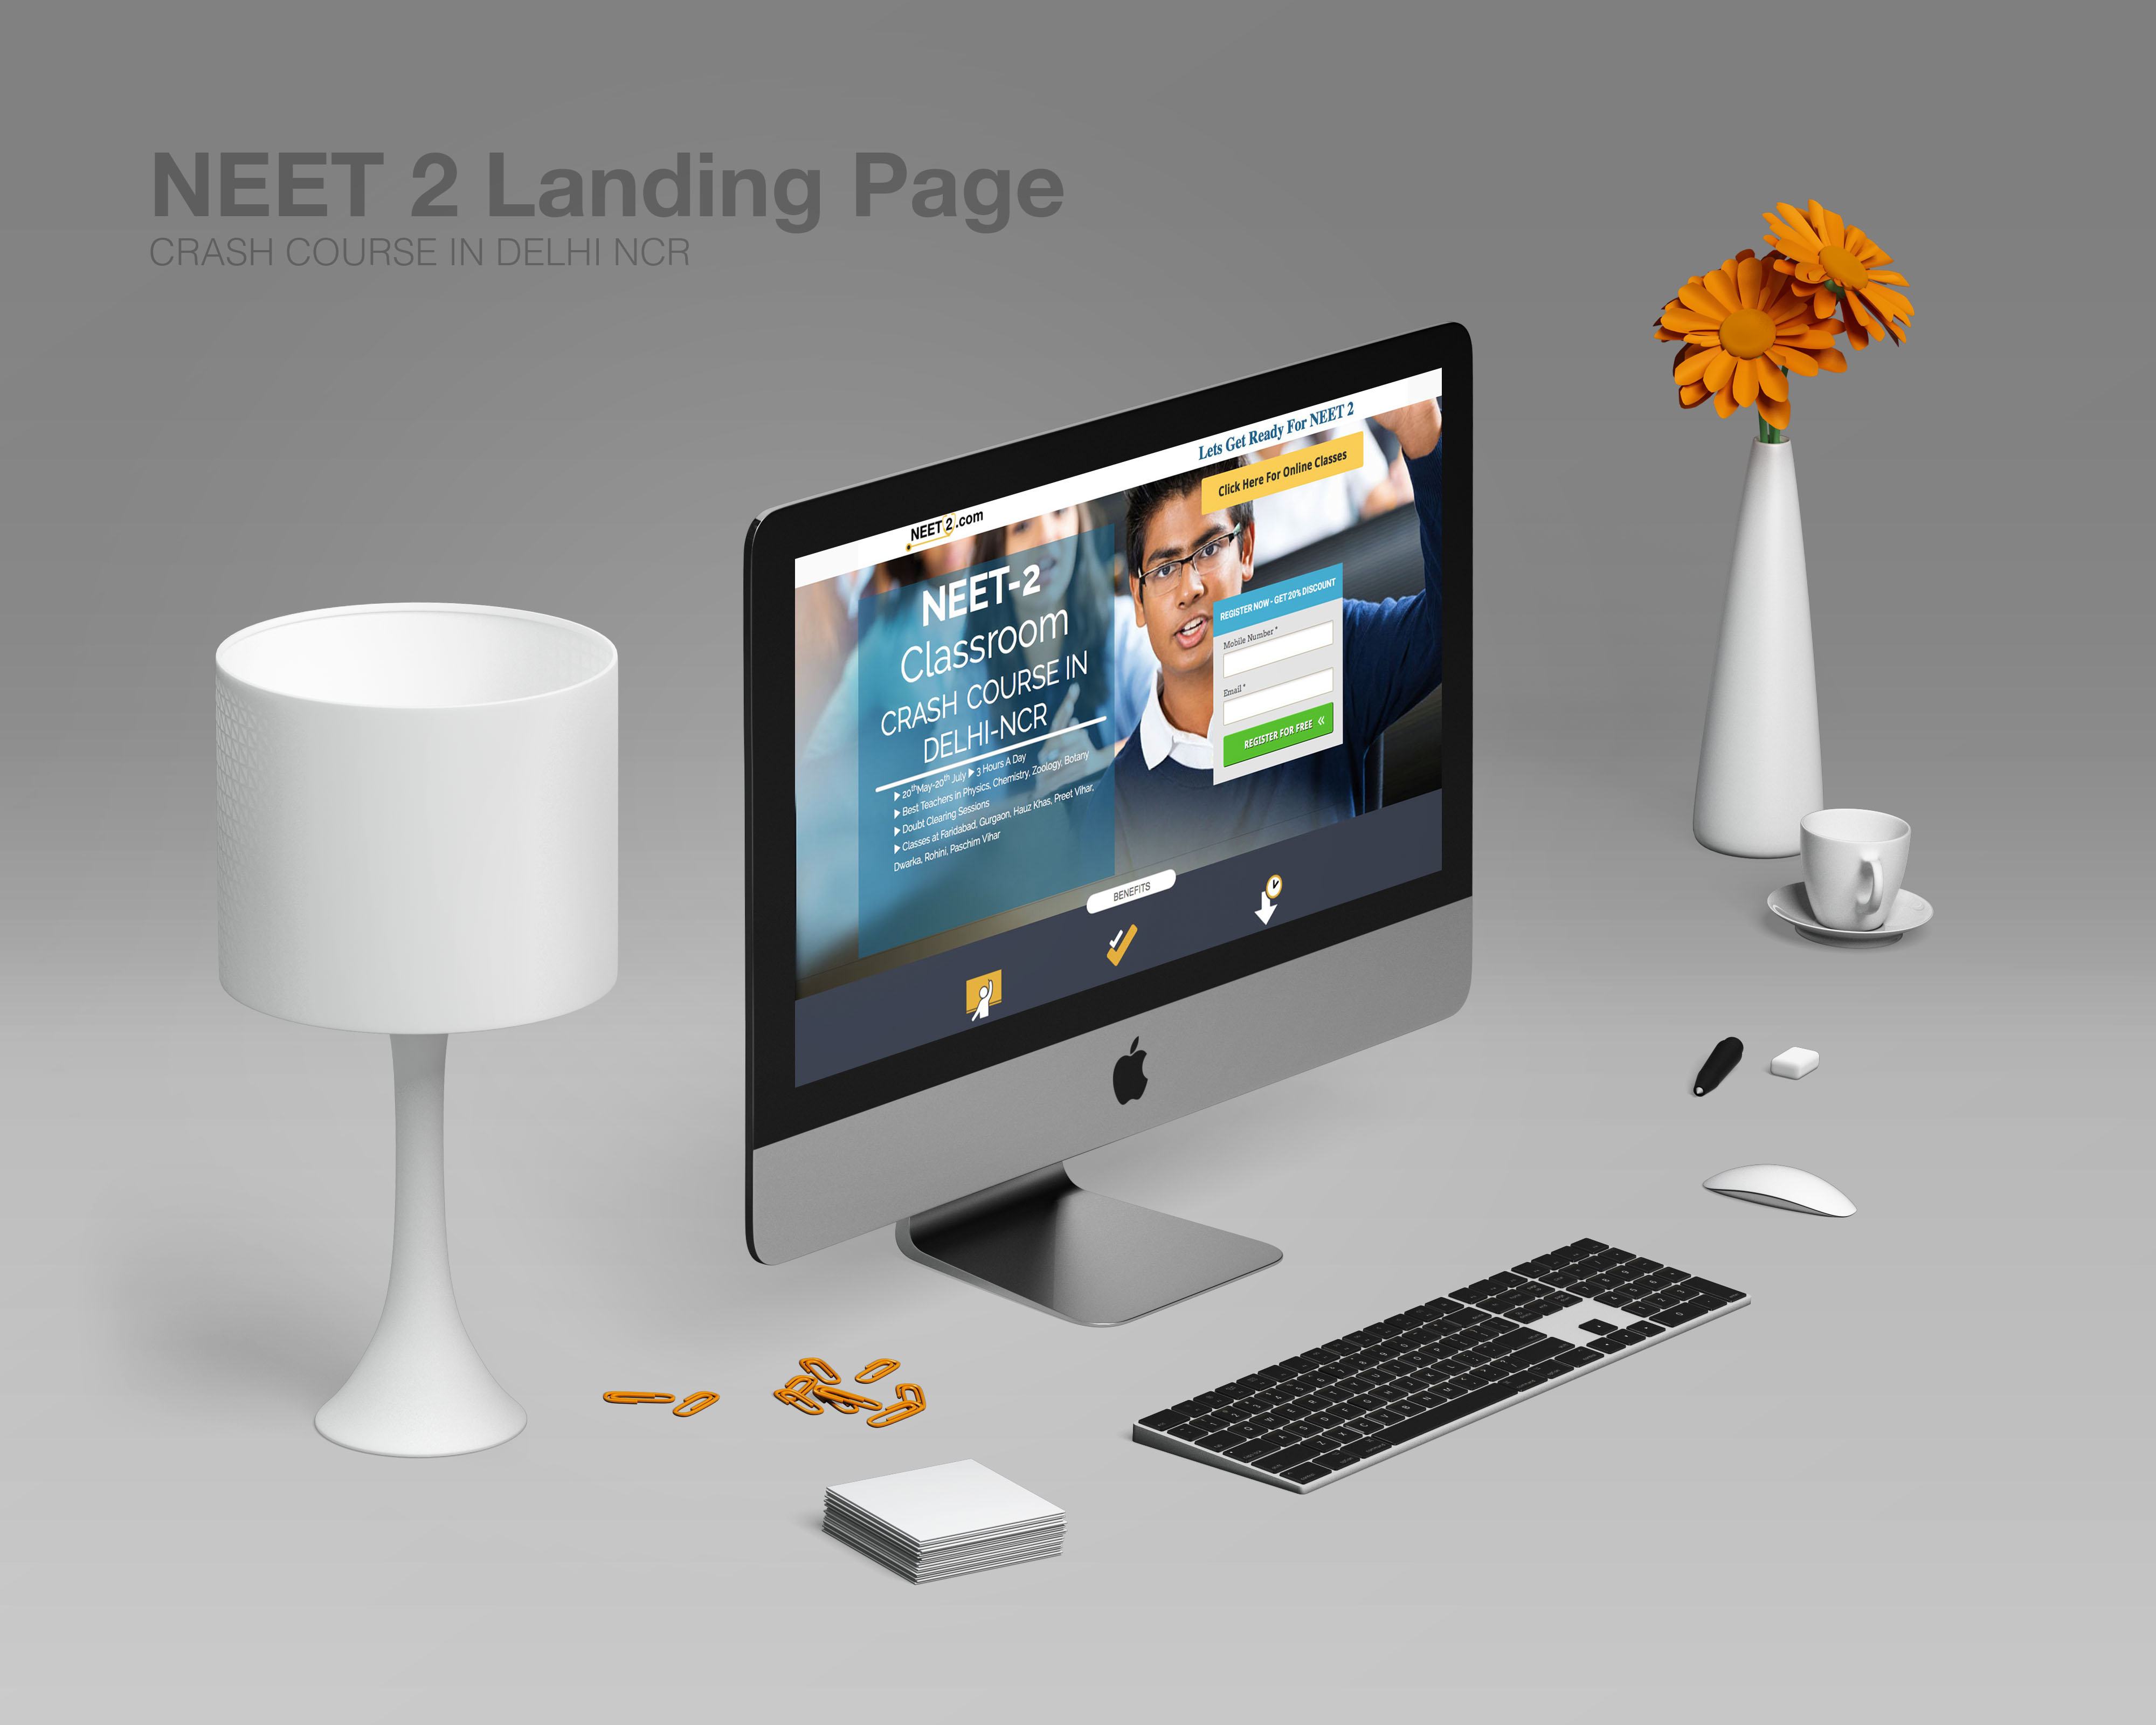 NEET 2 Landing Page
CRASH COURSE IN DELHI NCR
NEET 2 .com
Lets Get Ready For NEET 2
Click Here For Online Classes
NEET-2
Classroom
CRASH COURSE IN
DELHI-NCR
20th May-20th July ▶ 3 Hours A Day
Best Teachers in Physics, Chemistry, Zoology, Botany
Doubt Clearing Sessions
Classes at Faridabad, Gurgaon, Hauz Khas, Preet Vihar,
Dwarka, Rohini, Paschim Vihar
REGISTER NOW - GET 20% DISCOUNT
Mobile Number *
Email *
REGISTER FOR FREE «
BENEFITS